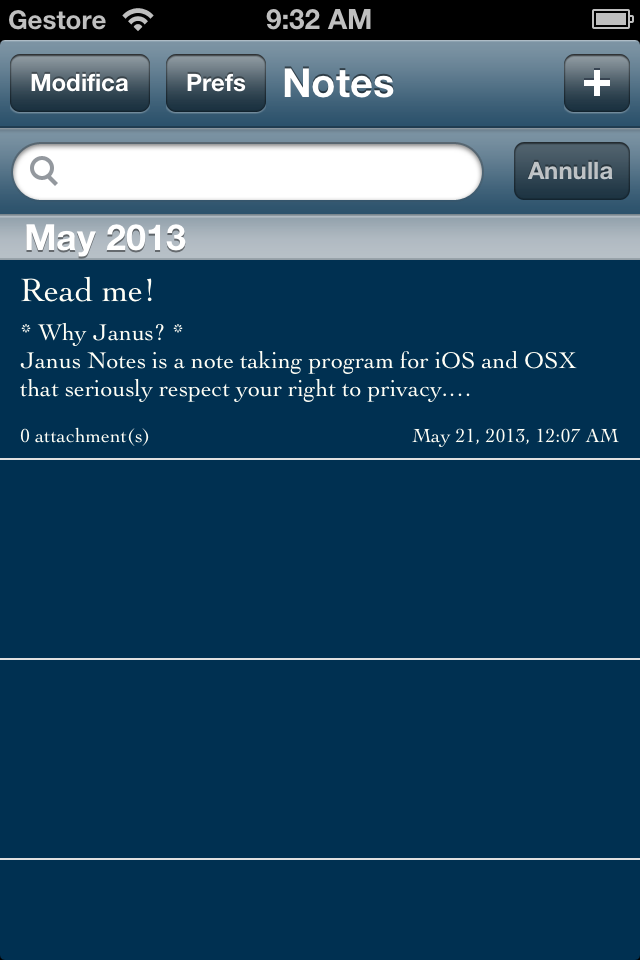 Gestore 9:32 AM
Modifica Prefs Notes +
Annulla
May 2013
Read me!
* Why Janus? *
Janus Notes is a note taking program for iOS and OSX
that seriously respect your right to privacy....
0 attachment(s) May 21, 2013, 12:07 AM